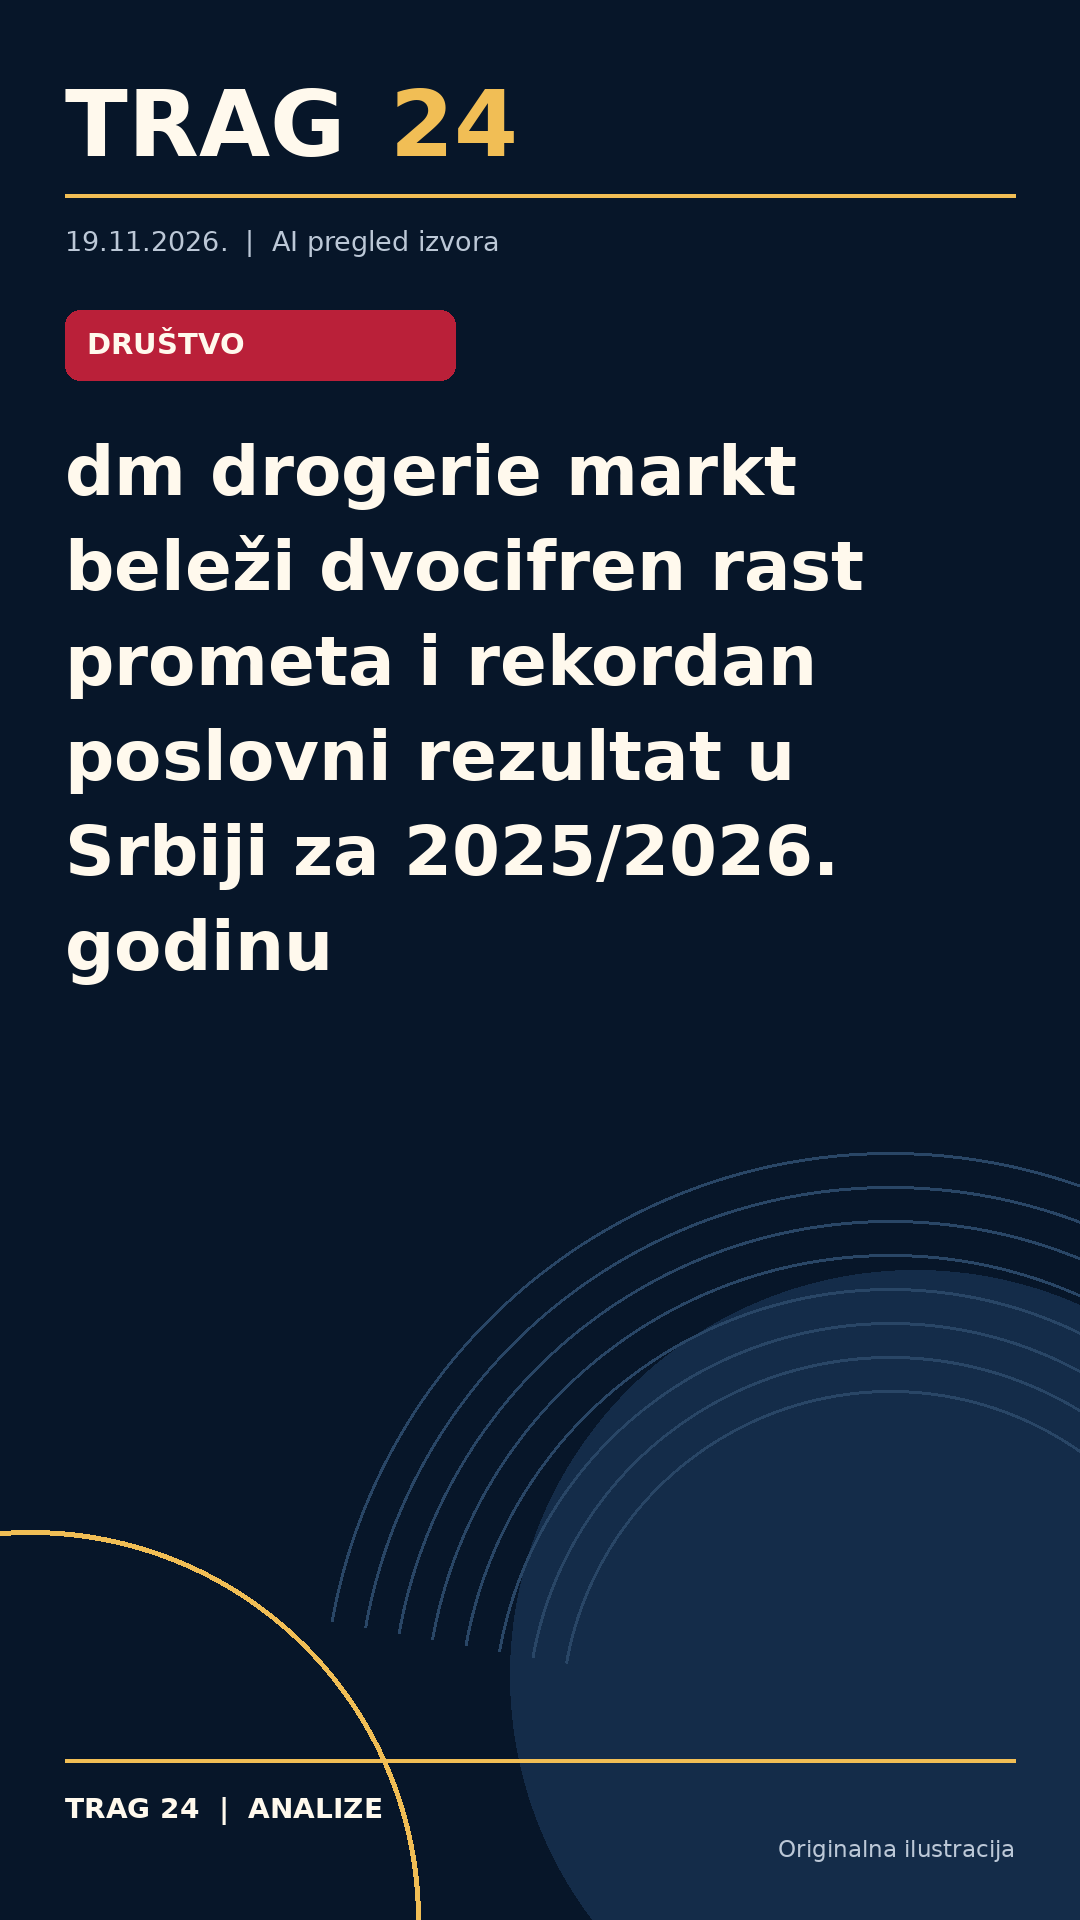 TRAG 24
19.11.2026. | AI pregled izvora
DRUŠTVO
dm drogerie markt
beleži dvocifren rast
prometa i rekordan
poslovni rezultat u
Srbiji za 2025/2026.
godinu
TRAG 24 | ANALIZE
Originalna ilustracija